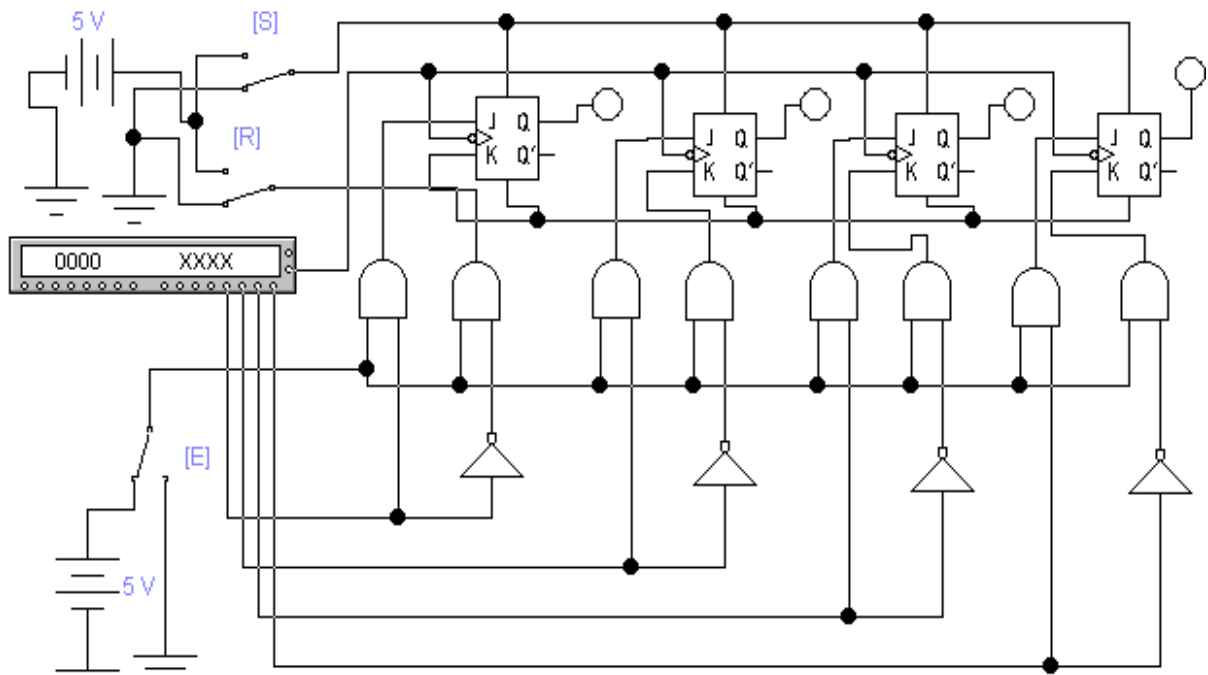 5 V
[S]
[R]
J Q
K Q'
J Q
K Q'
J Q
K Q'
J Q
K Q'
0000 XXXX
[E]
5 V